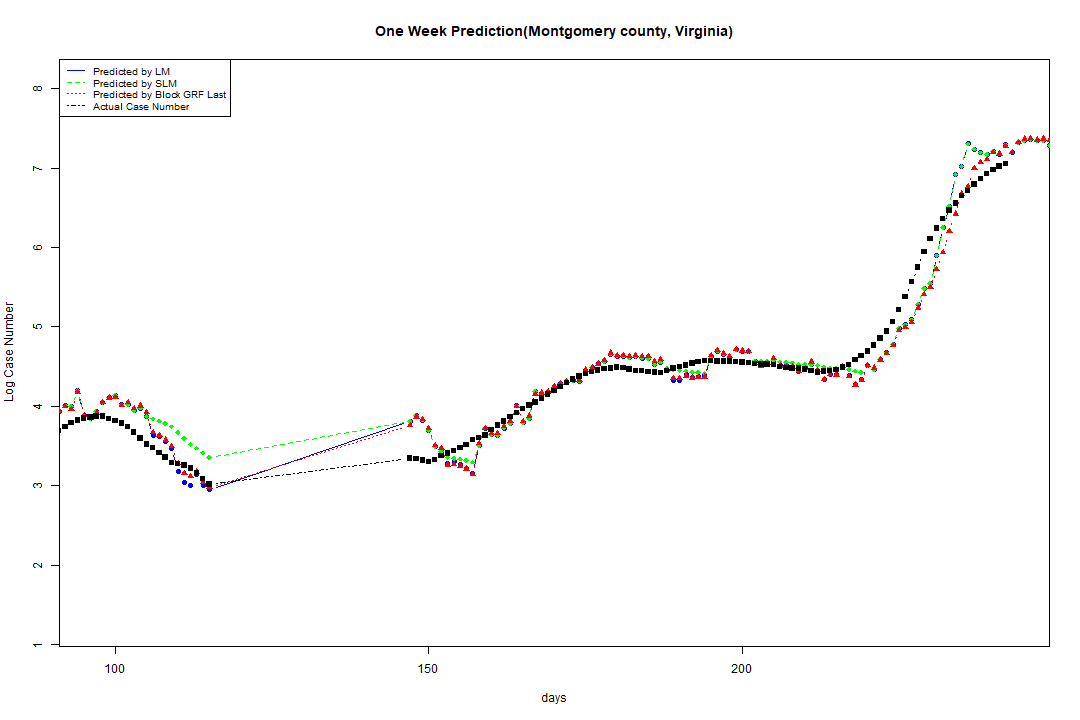 One Week Prediction(Montgomery county, Virginia)
Predicted by LM
Predicted by SLM
Predicted by Block GRF Last
Actual Case Number
8
7
6
5
4
3
2
1
Log Case Number
100 150 200
days